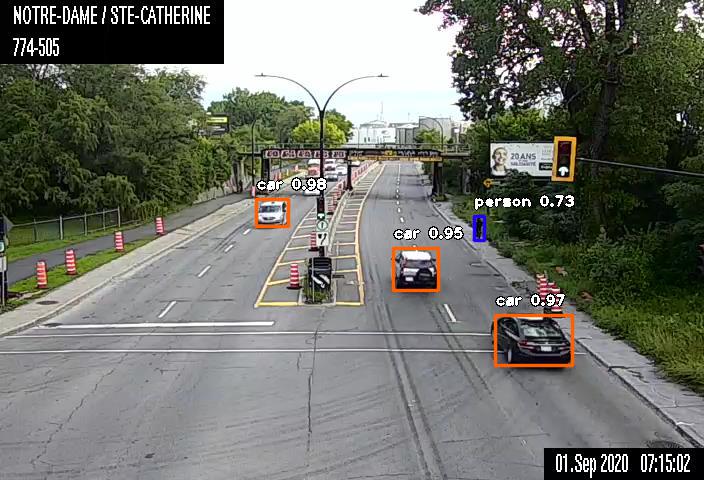 NOTRE-DAME / STE-CATHERINE
774-505
car 0.98
person 0.73
car 0.95
car 0.97
20 ANS
01.Sep 2020 07:15:02